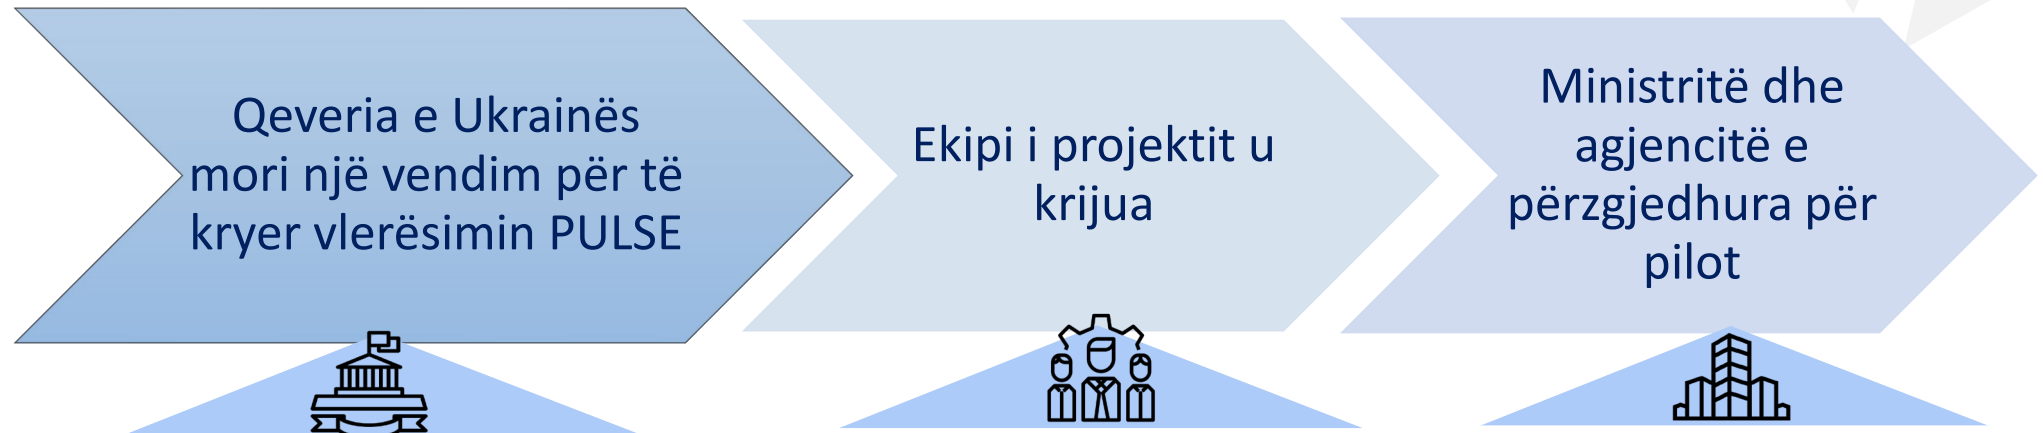 Qeveria e Ukrainës
mori një vendim për të
kryer vlerësimin PULSE
Ekipi i projektit u
krijua
Ministritë dhe
agjencitë e
përzgjedhura për
pilot